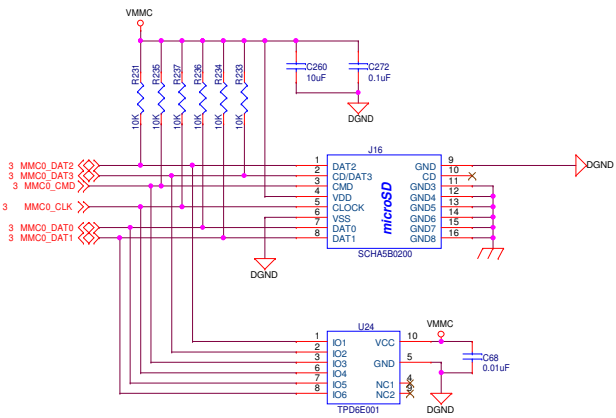 VMMC
R231
R235
R237
R236
R234
R233
10K
10K
10K
10K
10K
10K
C260
10uF
C272
0.1uF
DGND
J16
3 MMC0_DAT2
3 MMC0_DAT3
3 MMC0_CMD
3 MMC0_CLK
3 MMC0_DAT0
3 MMC0_DAT1
1 DAT2 GND 9
2 CD/DAT3 CD 10
3 CMD GND3 11
4 VDD GND4 12
5 CLOCK GND5 13
6 VSS GND6 14
7 DAT0 GND7 15
8 DAT1 GND8 16
microSD
SCHA5B0200
DGND
DGND
U24
VMMC
1 IO1 VCC 10
2 IO2
3 IO3 GND 5
4 
6 IO4
7 IO5 NC1 4
8 IO6 NC2
TPD6E001
C68
0.01uF
DGND